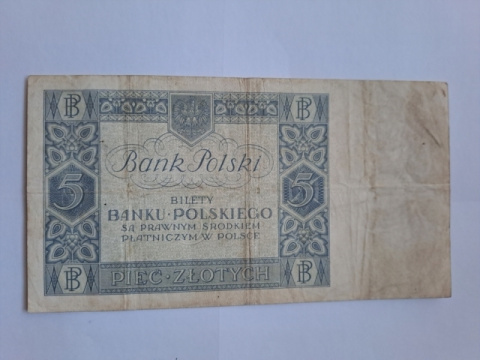 BP BP
Bank Polski
5 5
BILETY
BANKU·POLSKIEGO
SĄ PRAWNYM ŚRODKIEM
PŁATNICZYM W POLSCE
BP BP
PIĘĆ·ZŁOTYCH